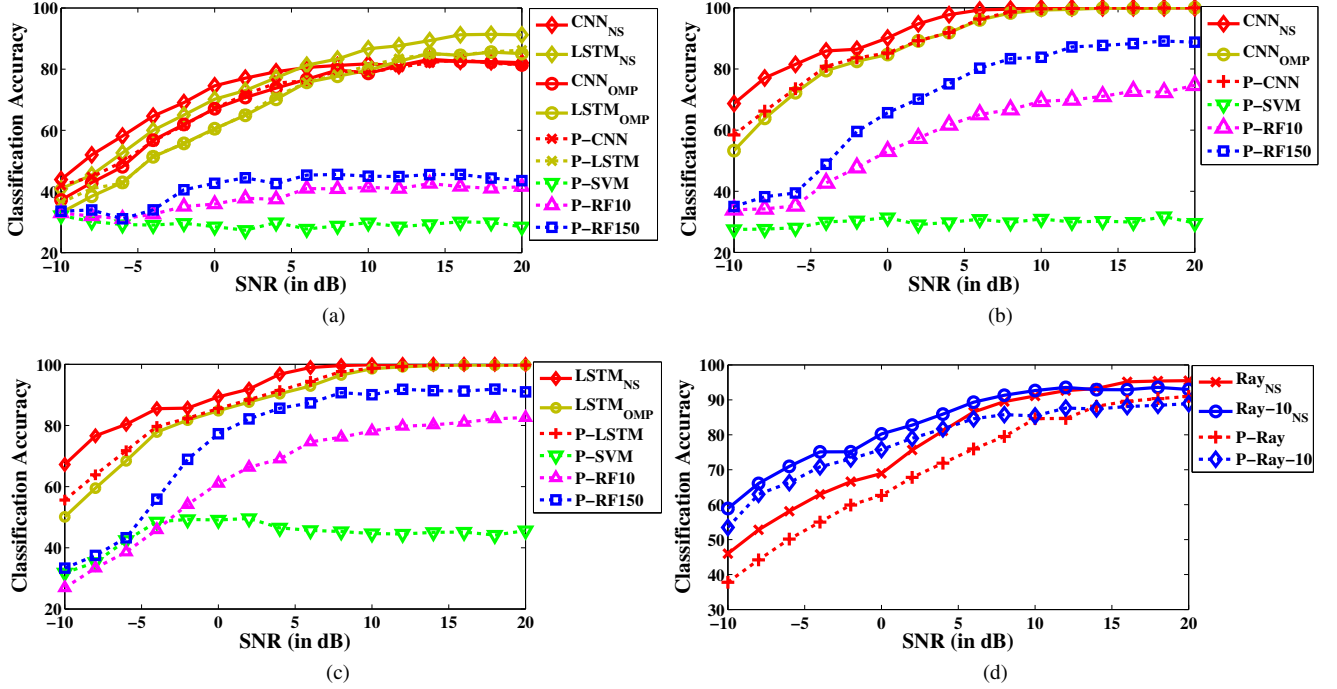 100
80
60
40
20
−10
−5
0
5
10
15
20
Classification Accuracy
SNR (in dB)
CNN_NS
LSTM_NS
CNN_OMP
LSTM_OMP
P−CNN
P−LSTM
P−SVM
P−RF10
P−RF150
(a)
100
80
60
40
20
−10
−5
0
5
10
15
20
Classification Accuracy
SNR (in dB)
CNN_NS
CNN_OMP
P−CNN
P−SVM
P−RF10
P−RF150
(b)
100
80
60
40
20
−10
−5
0
5
10
15
20
Classification Accuracy
SNR (in dB)
LSTM_NS
LSTM_OMP
P−LSTM
P−SVM
P−RF10
P−RF150
(c)
100
90
80
70
60
50
40
30
−10
−5
0
5
10
15
20
Classification Accuracy
SNR (in dB)
Ray_NS
Ray−10_NS
P−Ray
P−Ray−10
(d)